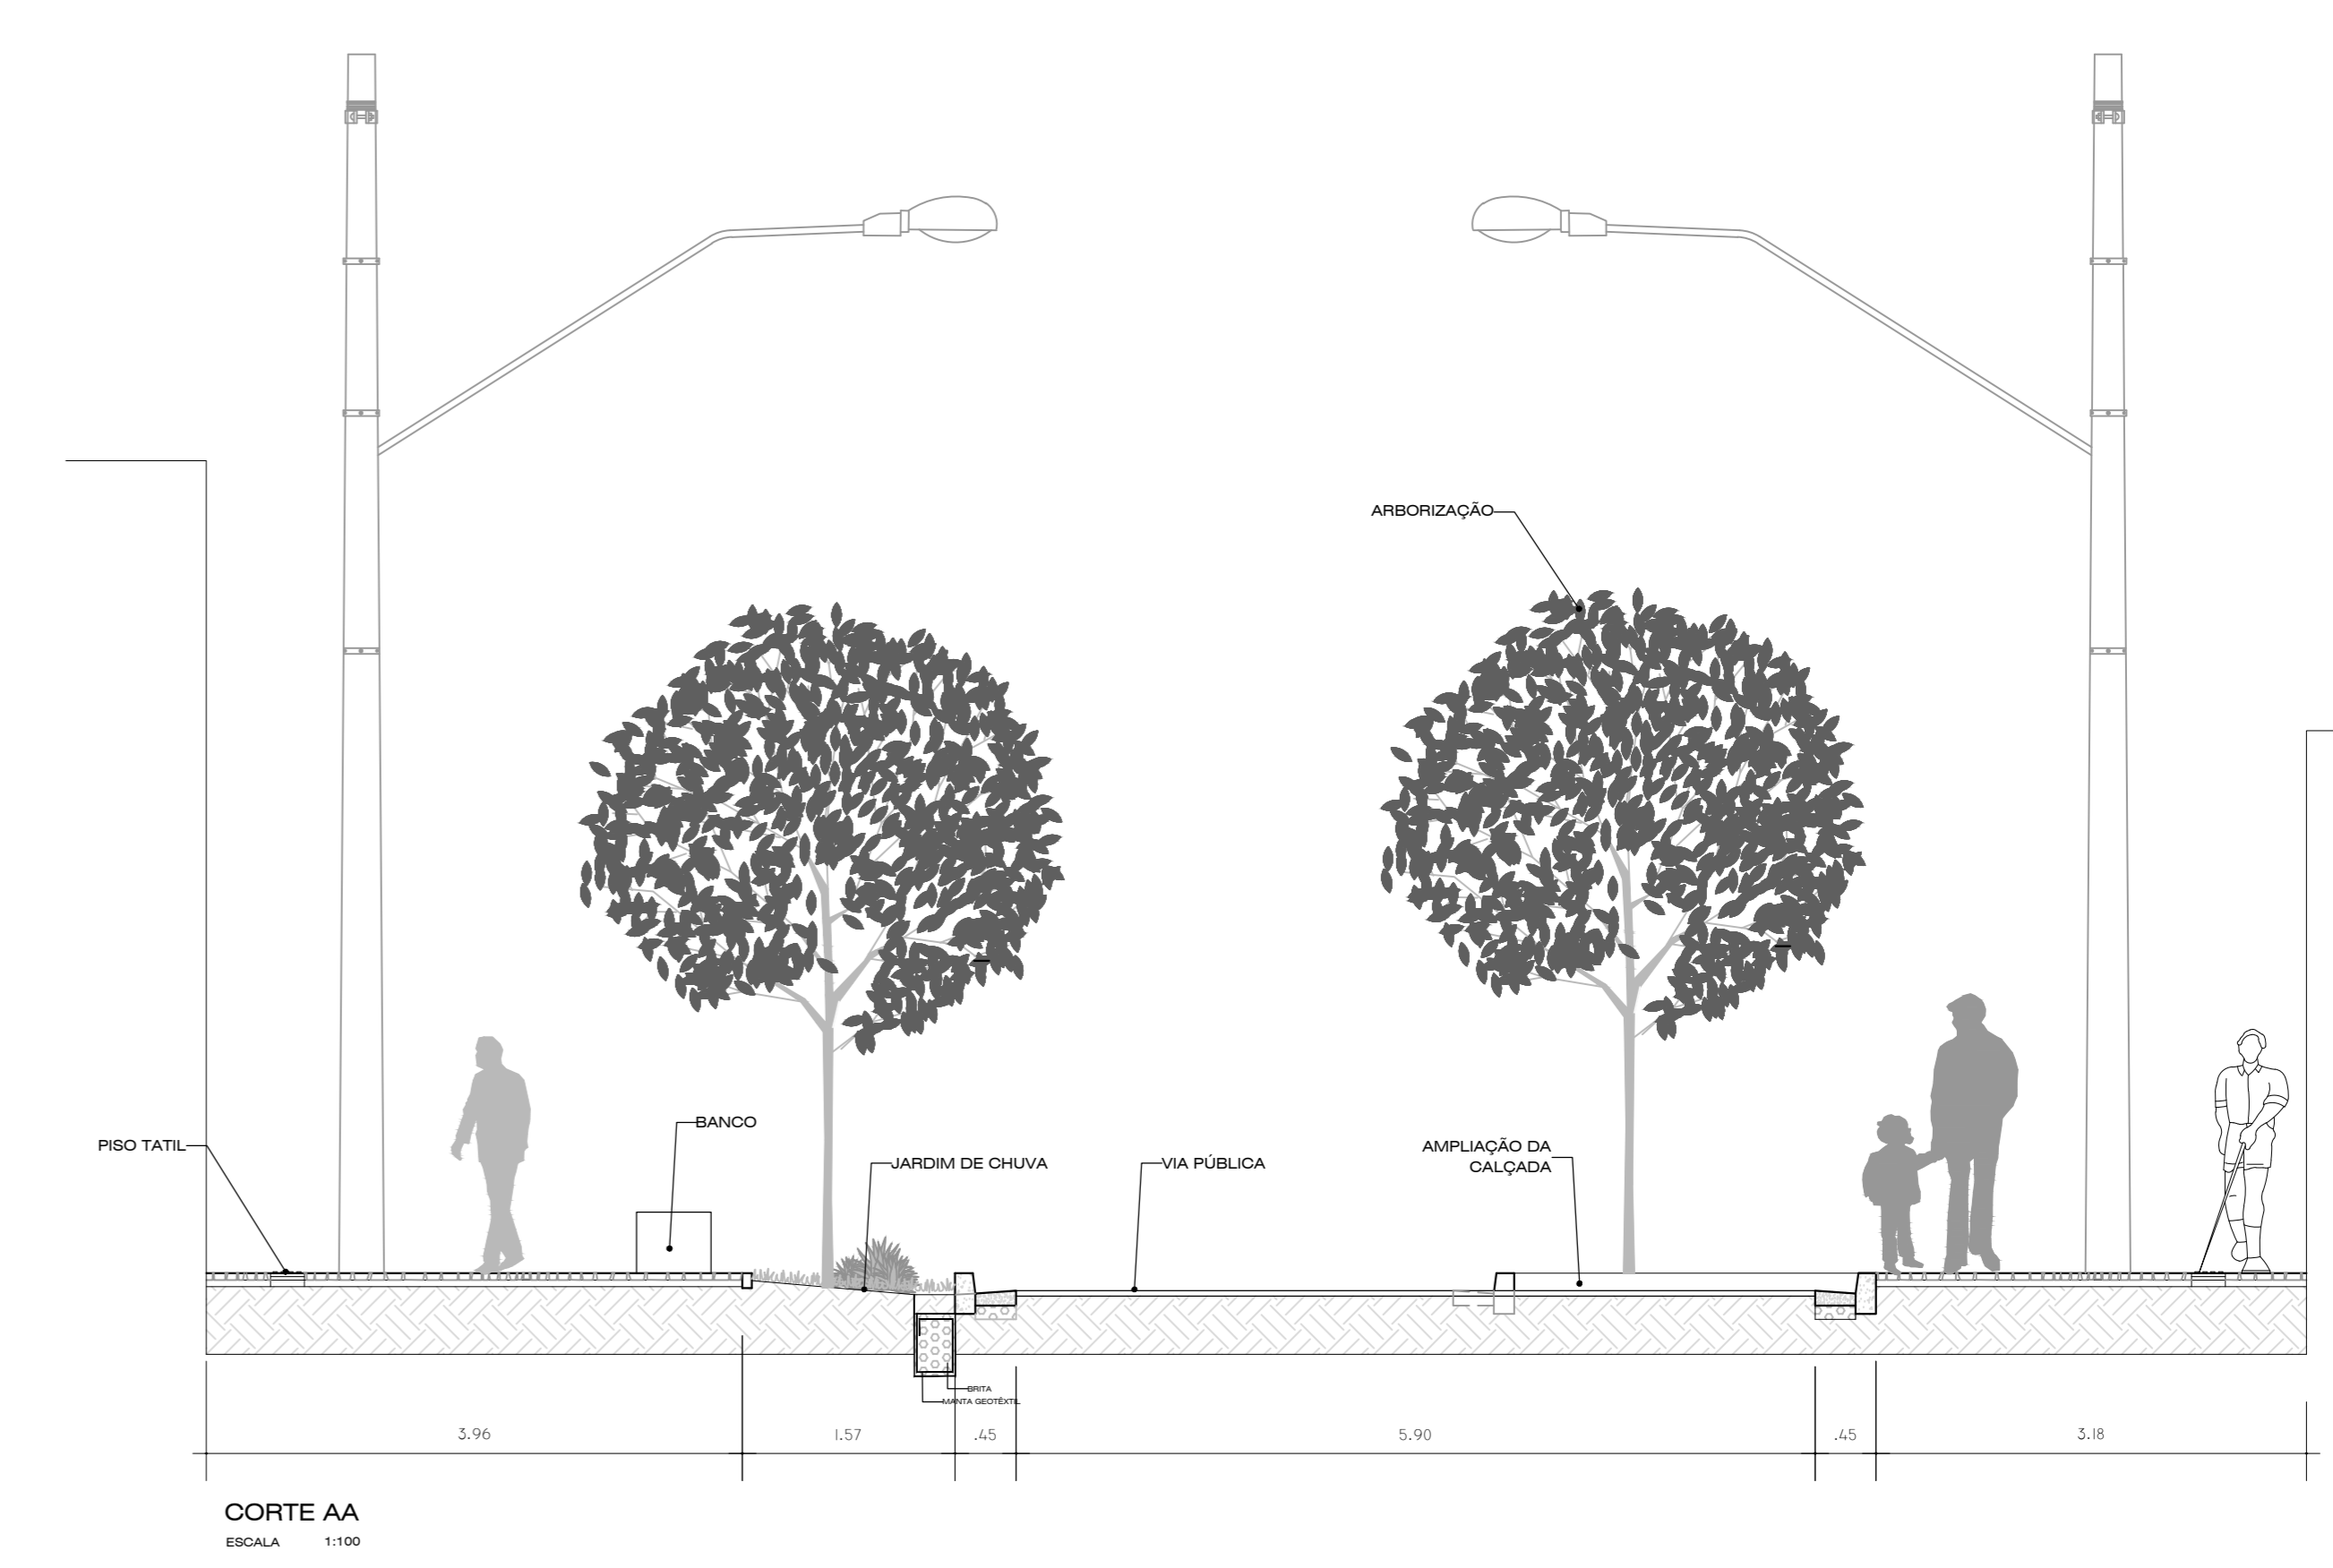 ARBORIZAÇÃO
BANCO
PISO TATIL
JARDIM DE CHUVA
VIA PÚBLICA
AMPLIAÇÃO DA
CALÇADA
BRITA
MANTA GEOTÊXTIL
3.96
1.57
.45
5.90
.45
3.18
CORTE AA
ESCALA 1:100